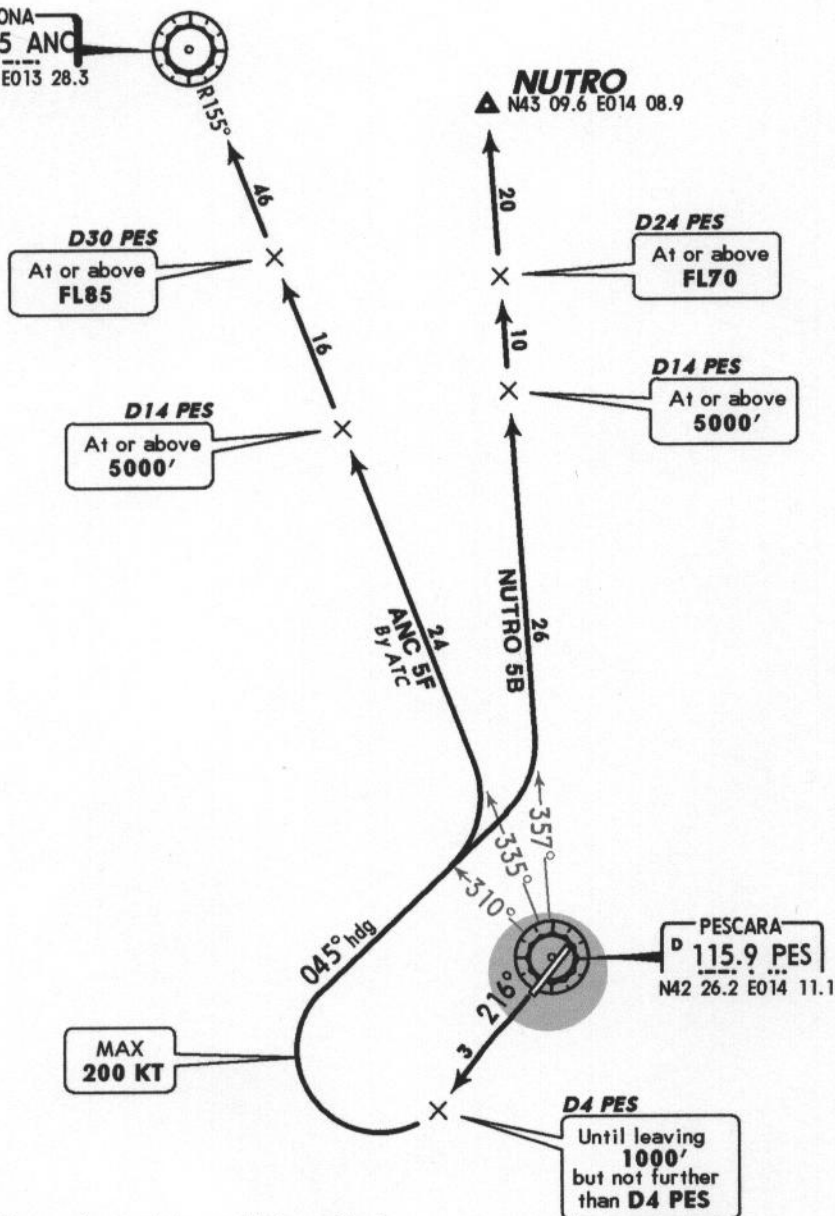 ONA
5 ANC
E013 28.3
R155°
NUTRO
N43 09.6 E014 08.9
46
20
D30 PES
At or above
FL85
D24 PES
At or above
FL70
16
10
D14 PES
At or above
5000'
D14 PES
At or above
5000'
24
ANC 5F
By ATC
26
NUTRO 5B
357°
335°
310°
045° hdg
216°
3
PESCARA
D 115.9 PES
N42 26.2 E014 11.1
MAX
200 KT
D4 PES
Until leaving
1000'
but not further
than D4 PES